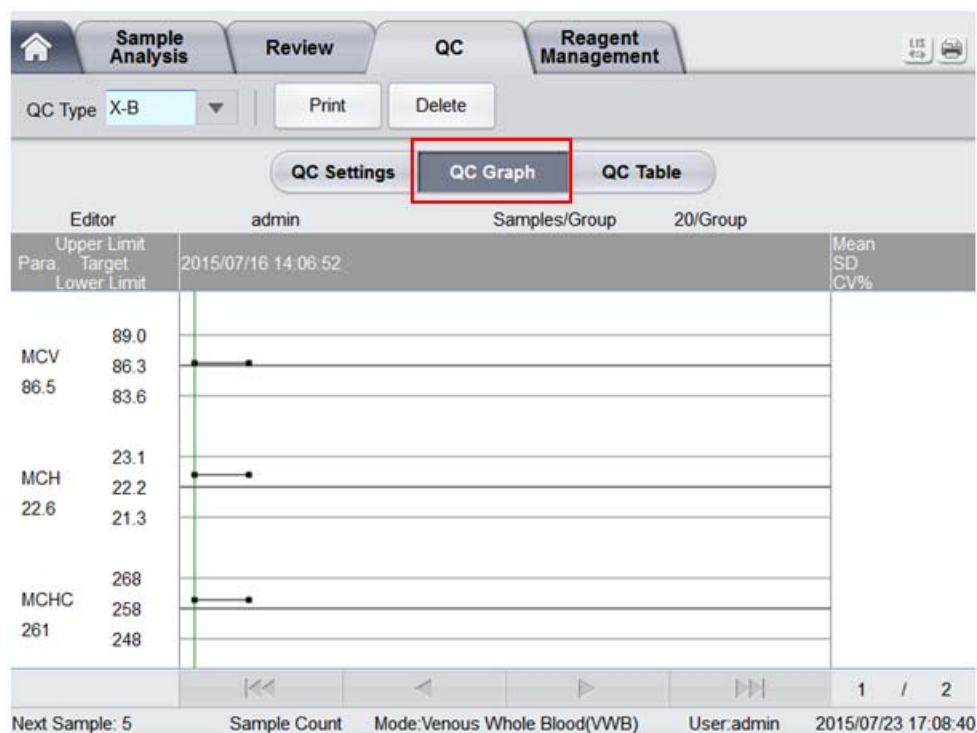 Sample Analysis Review QC Reagent Management LIS
QC Type X-B Print Delete
QC Settings QC Graph QC Table
Editor admin Samples/Group 20/Group
Upper Limit Mean
Para. Target 2015/07/16 14:06:52 SD
Lower Limit CV%
89.0
MCV
86.3
86.5
83.6
23.1
MCH
22.2
22.6
21.3
268
MCHC
258
261
248
1 / 2
Next Sample: 5 Sample Count Mode:Venous Whole Blood(VWB) User:admin 2015/07/23 17:08:40